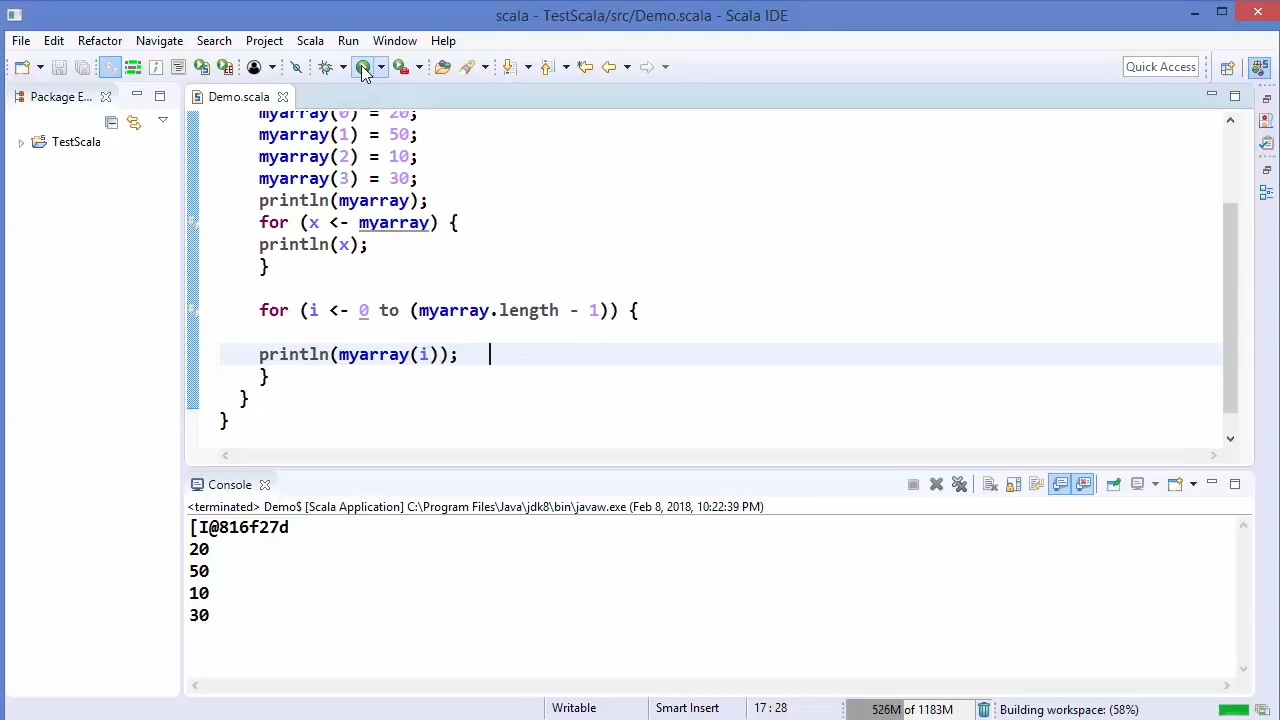 scala - TestScala/src/Demo.scala - Scala IDE
File Edit Refactor Navigate Search Project Scala Run Window Help
Quick Access
Package E...
Demo.scala
TestScala
myarray(0) = 20;
myarray(1) = 50;
myarray(2) = 10;
myarray(3) = 30;
println(myarray);
for (x <- myarray) {
println(x);
}
for (i <- 0 to (myarray.length - 1)) {
println(myarray(i));
}
}
}
Console
<terminated> Demo$ [Scala Application] C:\Program Files\Java\jdk8\bin\javaw.exe (Feb 8, 2018, 10:22:39 PM)
[I@816f27d
20
50
10
30
Writable Smart Insert 17 : 28 526M of 1183M Building workspace: (58%)